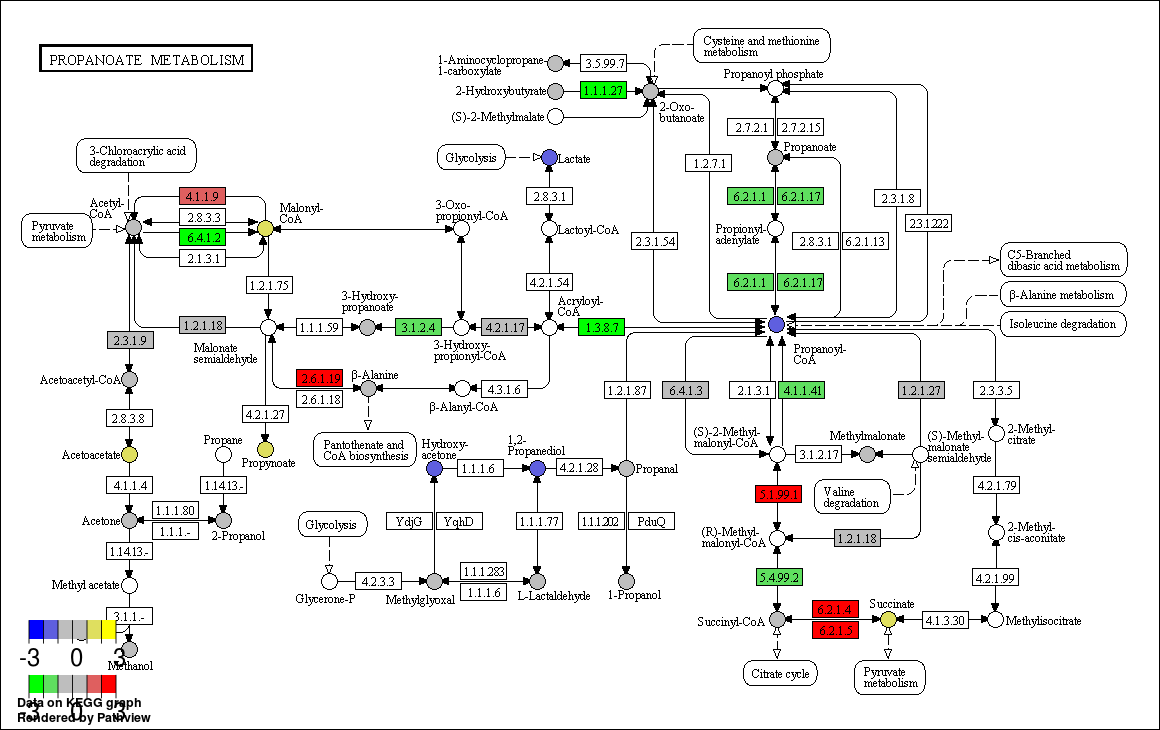 PROPANOATE METABOLISM
1-Aminocyclopropane
1-carboxylate
3.5.99.7
Cysteine and methionine
metabolism
2-Hydroxybutyrate
1.1.1.27
Propanoyl phosphate
(S)-2-Methylmalate
2-Oxo-
butanoate
2.7.2.1
2.7.2.15
3-Chloroacrylic acid
degradation
Glycolysis
Lactate
1.2.7.1
Propanoate
Acetyl-
CoA
4.1.1.9
2.8.3.1
6.2.1.1
6.2.1.17
2.3.1.8
2.8.3.3
Malonyl-
CoA
3-Oxo-
propionyl-CoA
2.3.1.222
Pyruvate
metabolism
6.4.1.2
Lactoyl-CoA
2.3.1.54
Propionyl-
adenylate
2.8.3.1
6.2.1.13
2.1.3.1
C5-Branched
dibasic acid metabolism
1.2.1.75
4.2.1.54
6.2.1.1
6.2.1.17
3-Hydroxy-
propanoate
Acryloyl-
CoA
β-Alanine metabolism
1.2.1.18
1.1.1.59
3.1.2.4
4.2.1.17
1.3.8.7
Isoleucine degradation
2.3.1.9
Malonate
semialdehyde
3-Hydroxy-
propionyl-CoA
Propanoyl-
CoA
Acetoacetyl-CoA
2.6.1.19
β-Alanine
2.6.1.18
4.3.1.6
1.2.1.87
6.4.1.3
2.1.3.1
4.1.1.41
1.2.1.27
2.3.3.5
β-Alanyl-CoA
2.8.3.8
4.2.1.27
Propane
Pantothenate and
CoA biosynthesis
Hydroxy-
acetone
1,2-
Propanediol
(S)-2-Methyl-
malonyl-CoA
Methylmalonate
(S)-Methyl-
malonate
semialdehyde
2-Methyl-
citrate
Acetoacetate
Propynoate
1.1.1.6
4.2.1.28
Propanal
3.1.2.17
4.1.1.4
1.14.13.-
5.1.99.1
Valine
degradation
4.2.1.79
1.1.1.80
Acetone
1.1.1.-
2-Propanol
Glycolysis
YdjG
YqhD
1.1.1.77
1.1.1.202
PduQ
(R)-Methyl-
malonyl-CoA
1.2.1.18
2-Methyl-
cis-aconitate
1.14.13.-
Methyl acetate
4.2.3.3
1.1.1.283
1.1.1.6
5.4.99.2
4.2.1.99
Glycerone-P
Methylglyoxal
L-Lactaldehyde
1-Propanol
3.1.1.-
Succinyl-CoA
6.2.1.4
6.2.1.5
Succinate
4.1.3.30
Methylisocitrate
-3 0 3
Methanol
Citrate cycle
Pyruvate
metabolism
-3 0 3
Data on KEGG graph
Rendered by Pathview